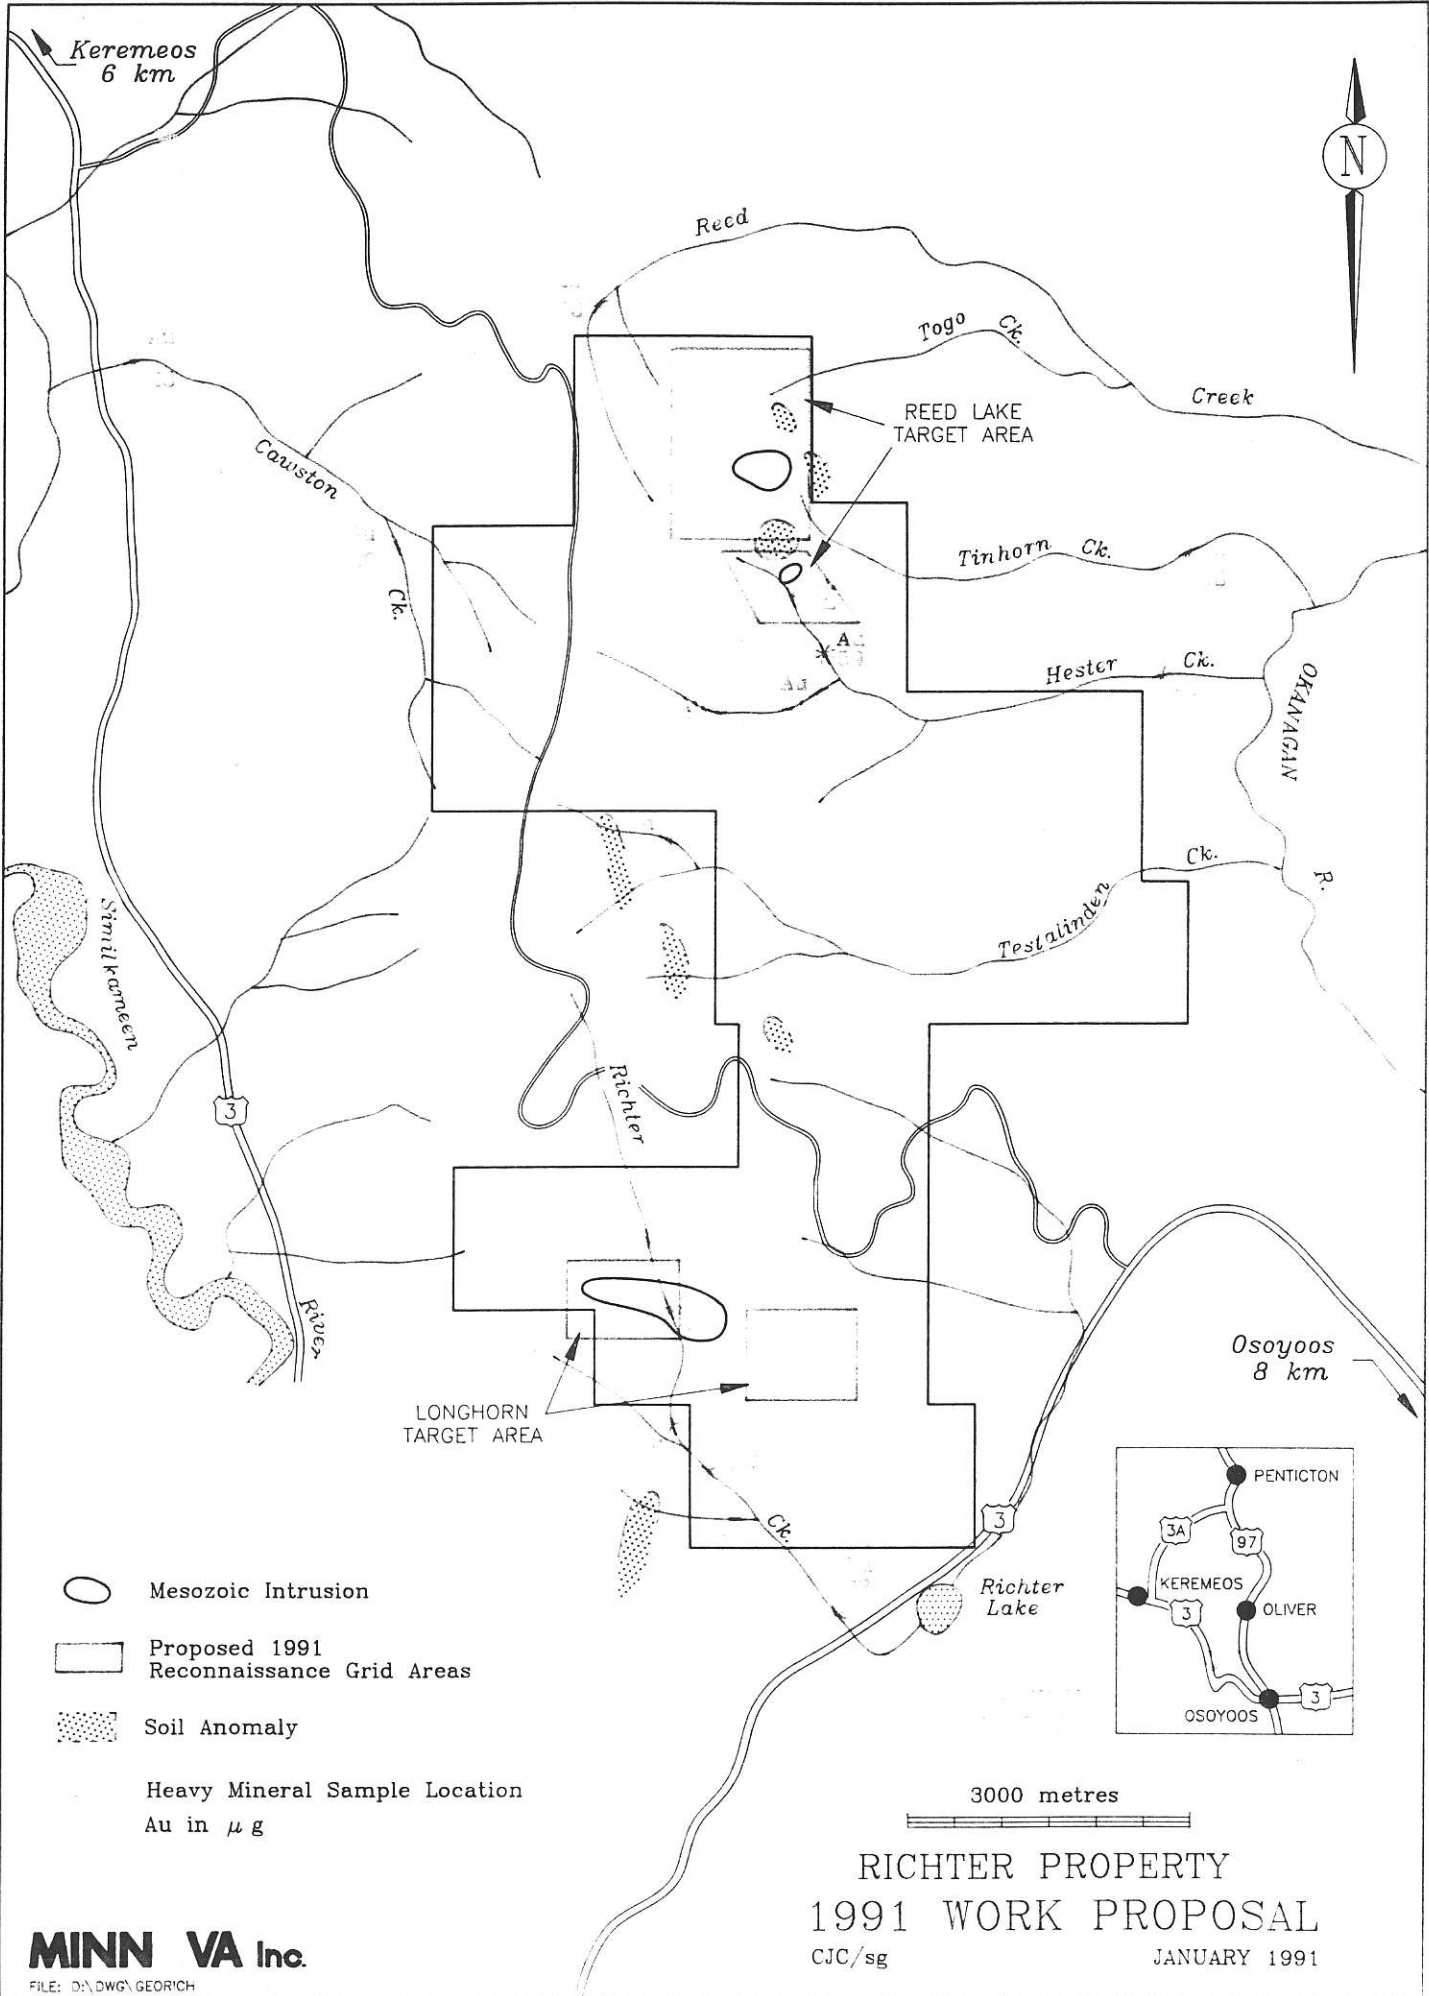 Keremeos
6 km
N
Reed
Togo Ck.
Creek
REED LAKE
TARGET AREA
Cawston
Ck.
Tinhorn Ck.
A
Au
Hester Ck.
OKANAGAN
R.
Testalinden Ck.
Similkameen
River
3
Richter
Ck.
LONGHORN
TARGET AREA
Osoyoos
8 km
3
Richter
Lake
PENTICTON
3A
97
KEREMEOS
3
OLIVER
OSOYOOS
3
Mesozoic Intrusion
Proposed 1991
Reconnaissance Grid Areas
Soil Anomaly
Heavy Mineral Sample Location
Au in μg
3000 metres
RICHTER PROPERTY
1991 WORK PROPOSAL
CJC/sg JANUARY 1991
MINN VA Inc.
FILE: D:\DWG\GEORICH